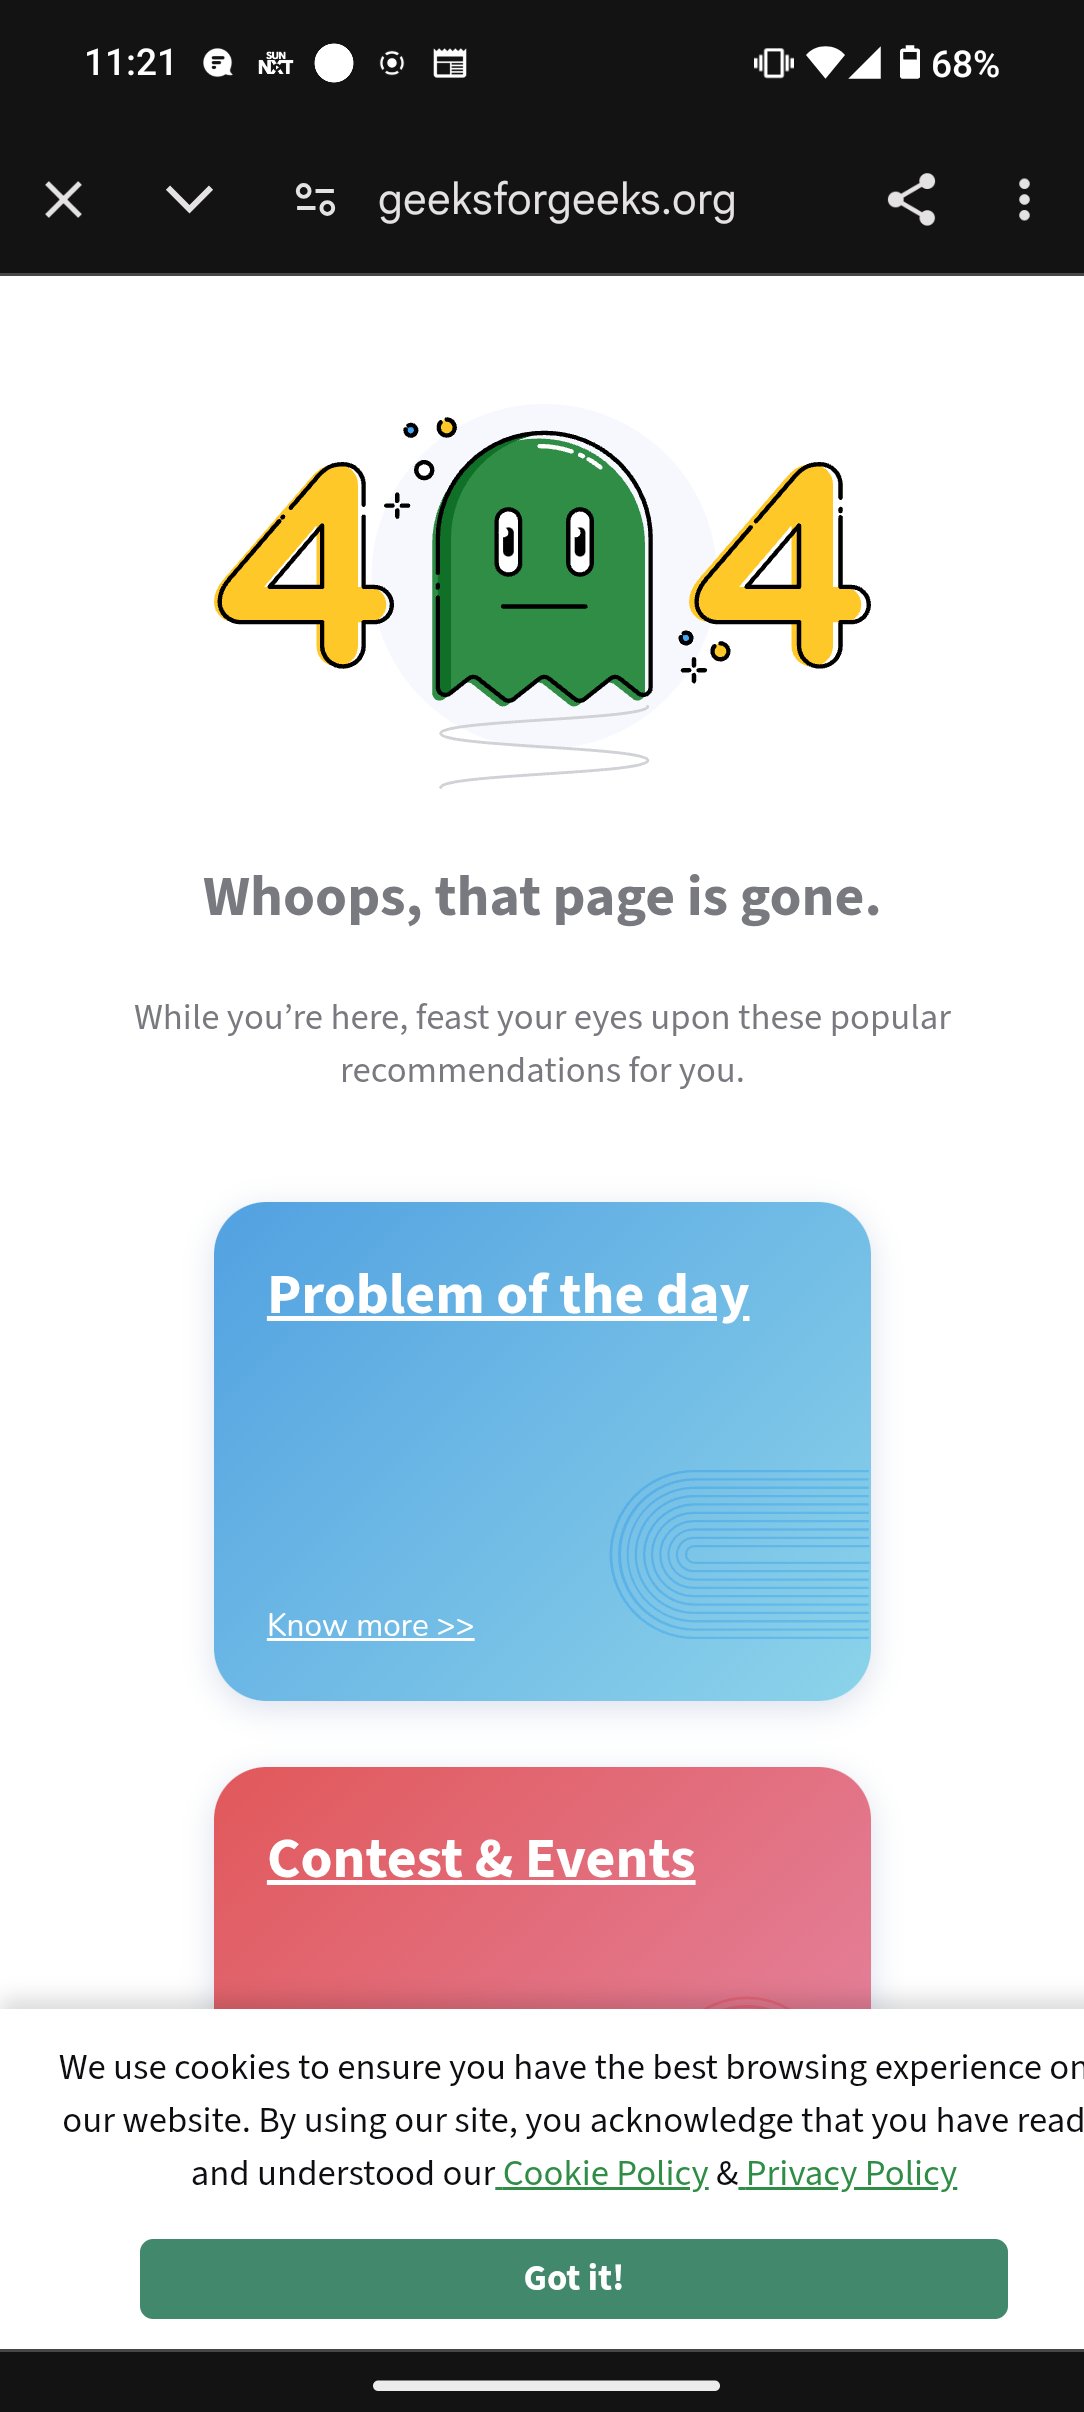 11:21 SUN NXT 68%
geeksforgeeks.org
4 4
Whoops, that page is gone.
While you’re here, feast your eyes upon these popular
recommendations for you.
Problem of the day
Know more >>
Contest & Events
We use cookies to ensure you have the best browsing experience on
our website. By using our site, you acknowledge that you have read
and understood our Cookie Policy & Privacy Policy
Got it!